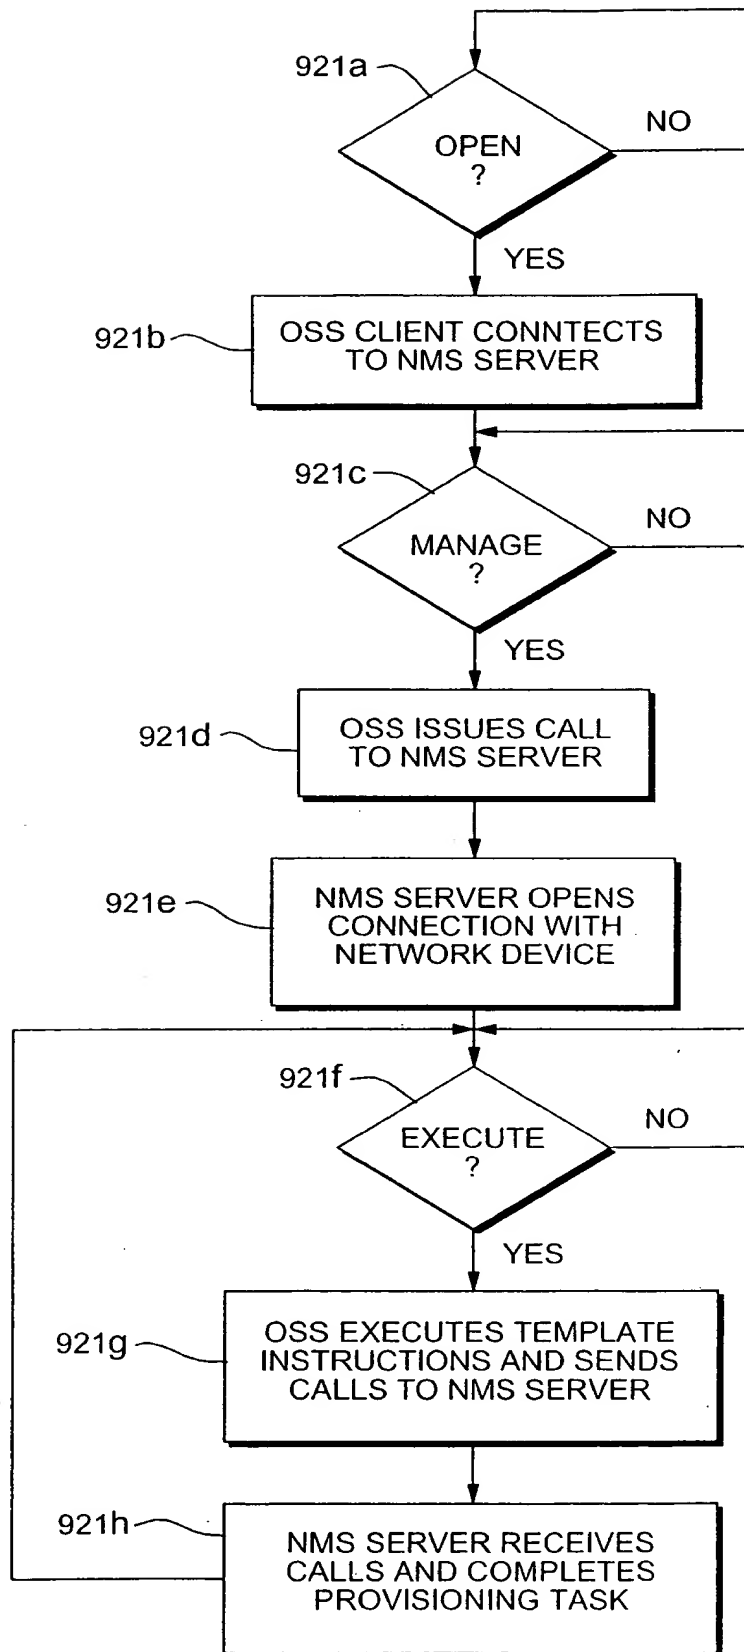 921a
OPEN
?
NO
YES
921b
OSS CLIENT CONNTECTS
TO NMS SERVER
921c
MANAGE
?
NO
YES
921d
OSS ISSUES CALL
TO NMS SERVER
921e
NMS SERVER OPENS
CONNECTION WITH
NETWORK DEVICE
921f
EXECUTE
?
NO
YES
921g
OSS EXECUTES TEMPLATE
INSTRUCTIONS AND SENDS
CALLS TO NMS SERVER
921h
NMS SERVER RECEIVES
CALLS AND COMPLETES
PROVISIONING TASK